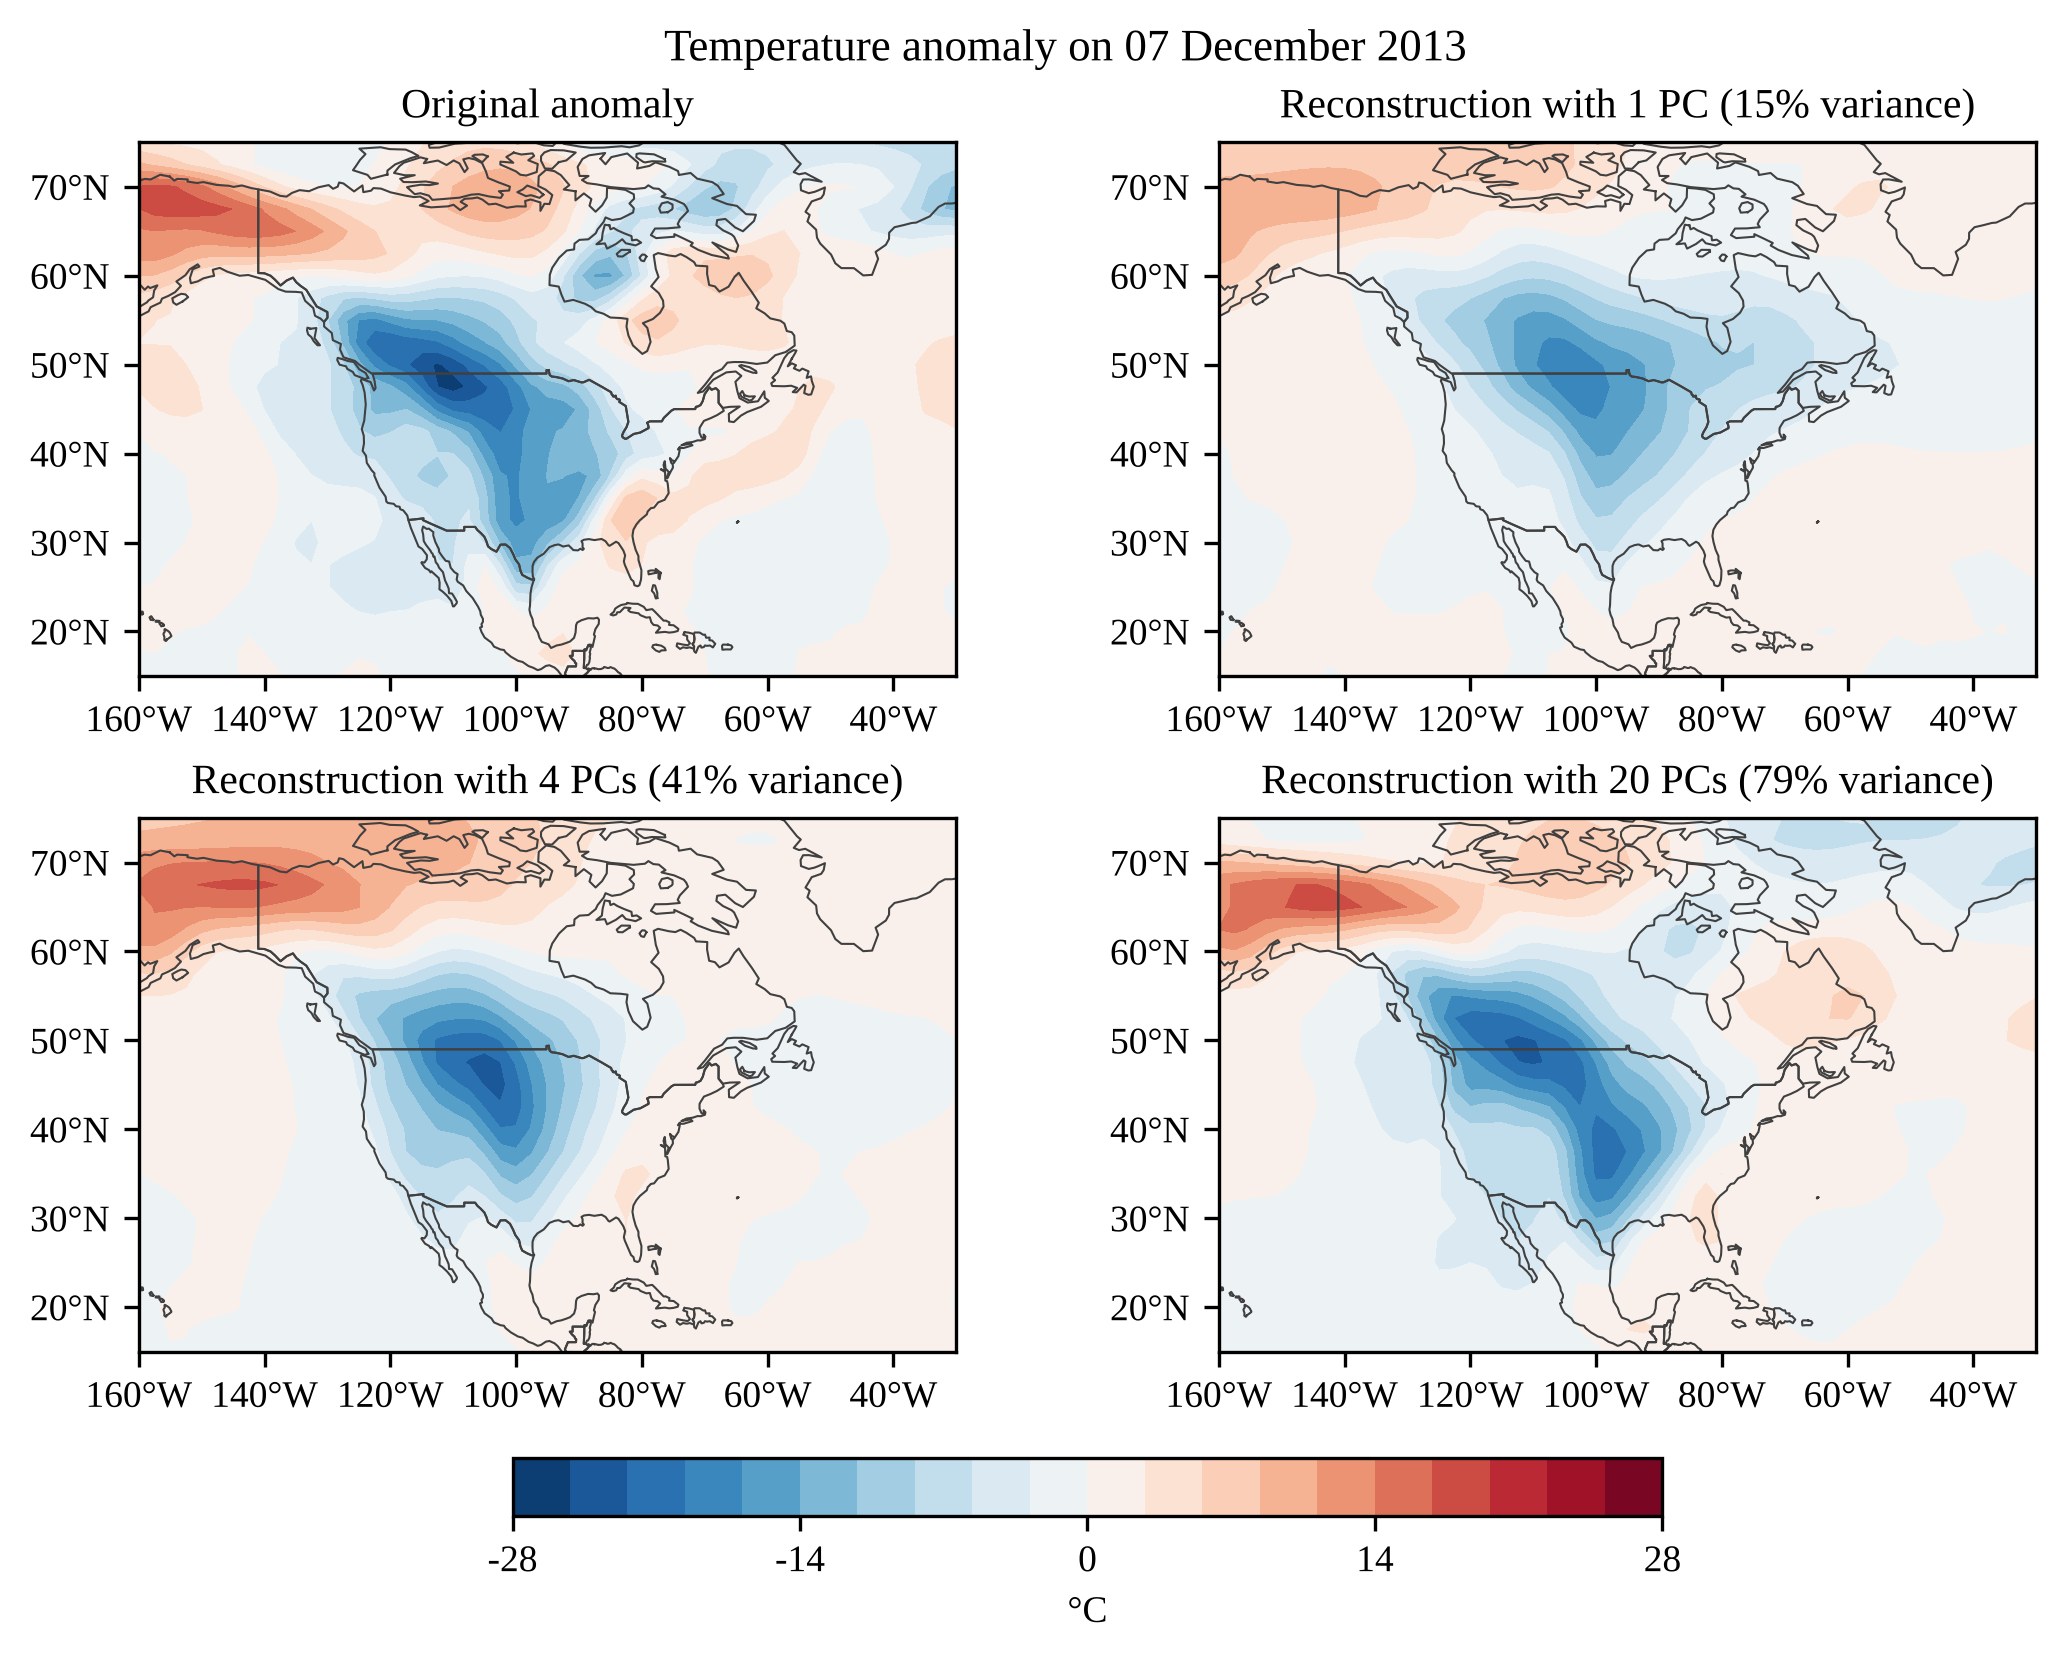 Temperature anomaly on 07 December 2013
Original anomaly
70°N
60°N
50°N
40°N
30°N
20°N
160°W 140°W 120°W 100°W 80°W 60°W 40°W
Reconstruction with 1 PC (15% variance)
70°N
60°N
50°N
40°N
30°N
20°N
160°W 140°W 120°W 100°W 80°W 60°W 40°W
Reconstruction with 4 PCs (41% variance)
70°N
60°N
50°N
40°N
30°N
20°N
160°W 140°W 120°W 100°W 80°W 60°W 40°W
Reconstruction with 20 PCs (79% variance)
70°N
60°N
50°N
40°N
30°N
20°N
160°W 140°W 120°W 100°W 80°W 60°W 40°W
-28 -14 0 14 28
°C